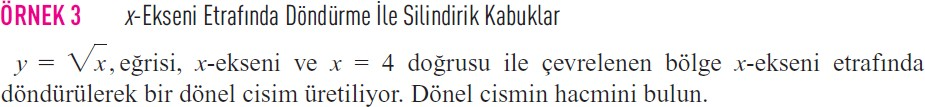 ÖRNEK 3 x-Ekseni Etrafında Döndürme İle Silindirik Kabuklar
y = √x, eğrisi, x-ekseni ve x = 4 doğrusu ile çevrelenen bölge x-ekseni etrafında
döndürülerek bir dönel cisim üretiliyor. Dönel cismin hacmini bulun.